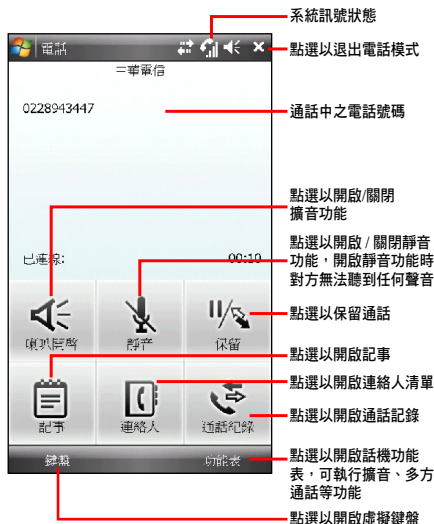 系統訊號狀態
電話
點選以退出電話模式
中華電信
0228943447
通話中之電話號碼
點選以開啟/關閉
擴音功能
點選以開啟 / 關閉靜音
功能，開啟靜音功能時
對方無法聽到任何聲音
已連線:
00:10
喇叭開啟
靜音
保留
點選以保留通話
點選以開啟記事
點選以開啟連絡人清單
點選以開啟通話記錄
記事
連絡人
通話紀錄
鍵盤
功能表
點選以開啟話機功能
表，可執行擴音、多方
通話等功能
點選以開啟虛擬鍵盤